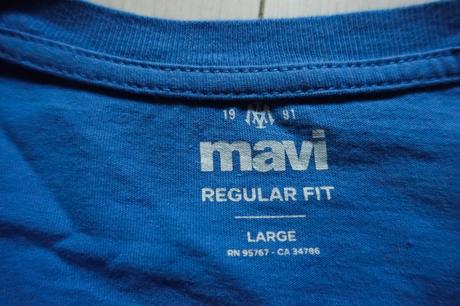 19 91
mavi
REGULAR FIT
LARGE
RN 95767 - CA 34786